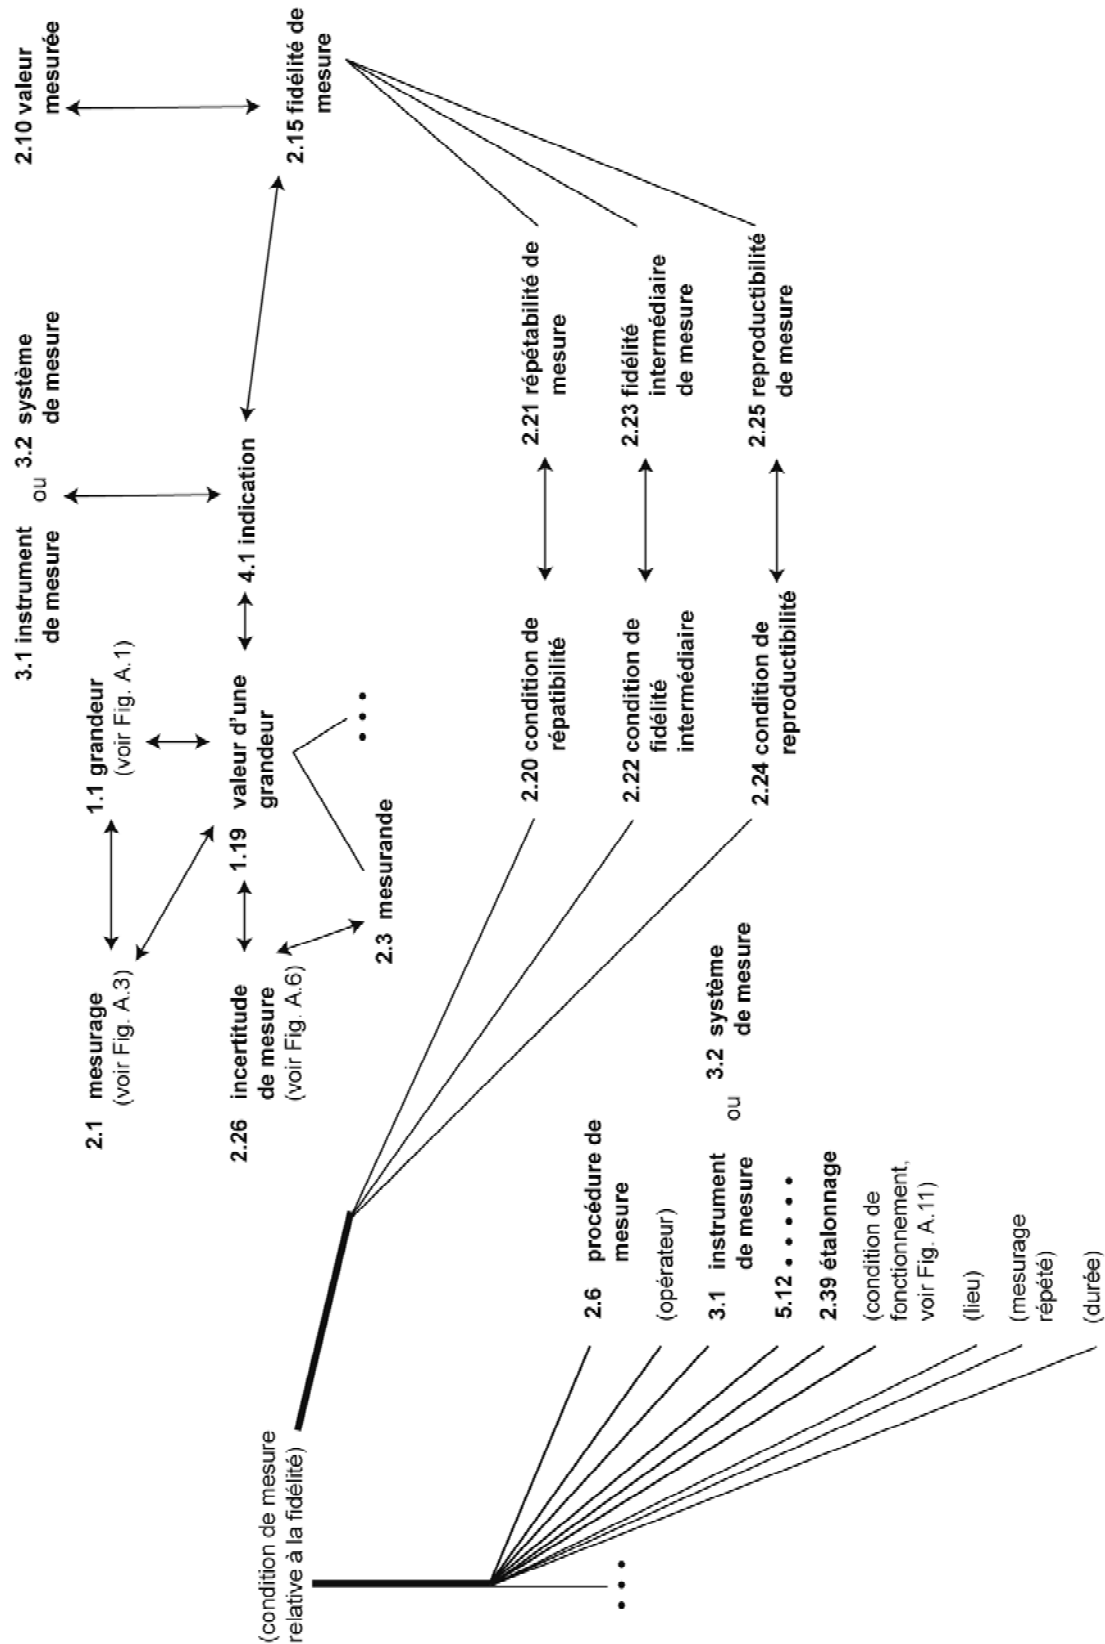 2.10 valeur
mesurée
3.1 instrument
de mesure
ou
3.2 système
de mesure
1.1 grandeur
(voir Fig. A.1)
2.1 mesurage
(voir Fig. A.3)
2.15 fidélité de
mesure
4.1 indication
1.19 valeur d'une
grandeur
2.26 incertitude
de mesure
(voir Fig. A.6)
2.3 mesurande
• • •
(condition de mesure
relative à la fidélité)
2.20 condition de
répatibilité
2.21 répétabilité de
mesure
2.22 condition de
fidélité
intermédiaire
2.23 fidélité
intermédiaire
de mesure
2.24 condition de
reproductibilité
2.25 reproductibilité
de mesure
• • •
2.6 procédure de
mesure
(opérateur)
3.1 instrument
de mesure
ou
3.2 système
de mesure
5.12 • • • • • •
2.39 étalonnage
(condition de
fonctionnement,
voir Fig. A.11)
(lieu)
(mesurage
répété)
(durée)